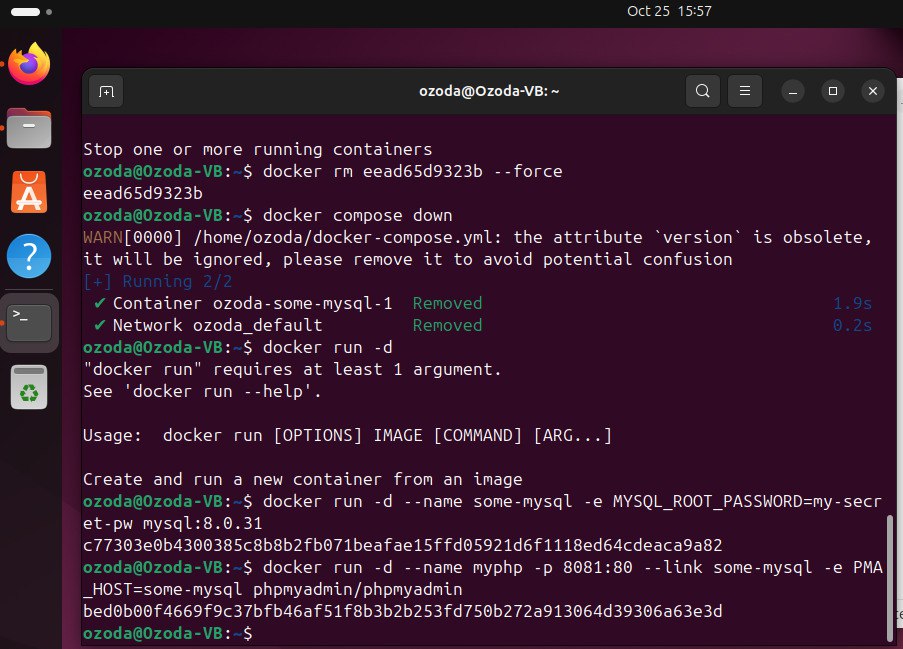 Oct 25 15:57
ozoda@Ozoda-VB: ~
Stop one or more running containers
ozoda@Ozoda-VB:~$ docker rm eead65d9323b --force
eead65d9323b
ozoda@Ozoda-VB:~$ docker compose down
WARN[0000] /home/ozoda/docker-compose.yml: the attribute `version` is obsolete,
it will be ignored, please remove it to avoid potential confusion
[+] Running 2/2
✔ Container ozoda-some-mysql-1 Removed 1.9s
✔ Network ozoda_default Removed 0.2s
ozoda@Ozoda-VB:~$ docker run -d
"docker run" requires at least 1 argument.
See 'docker run --help'.
Usage: docker run [OPTIONS] IMAGE [COMMAND] [ARG...]
Create and run a new container from an image
ozoda@Ozoda-VB:~$ docker run -d --name some-mysql -e MYSQL_ROOT_PASSWORD=my-secr
et-pw mysql:8.0.31
c77303e0b4300385c8b8b2fb071beafae15ffd05921d6f1118ed64cdeaca9a82
ozoda@Ozoda-VB:~$ docker run -d --name myphp -p 8081:80 --link some-mysql -e PMA
_HOST=some-mysql phpmyadmin/phpmyadmin
bed0b00f4669f9c37bfb46af51f8b3b2b253fd750b272a913064d39306a63e3d
ozoda@Ozoda-VB:~$